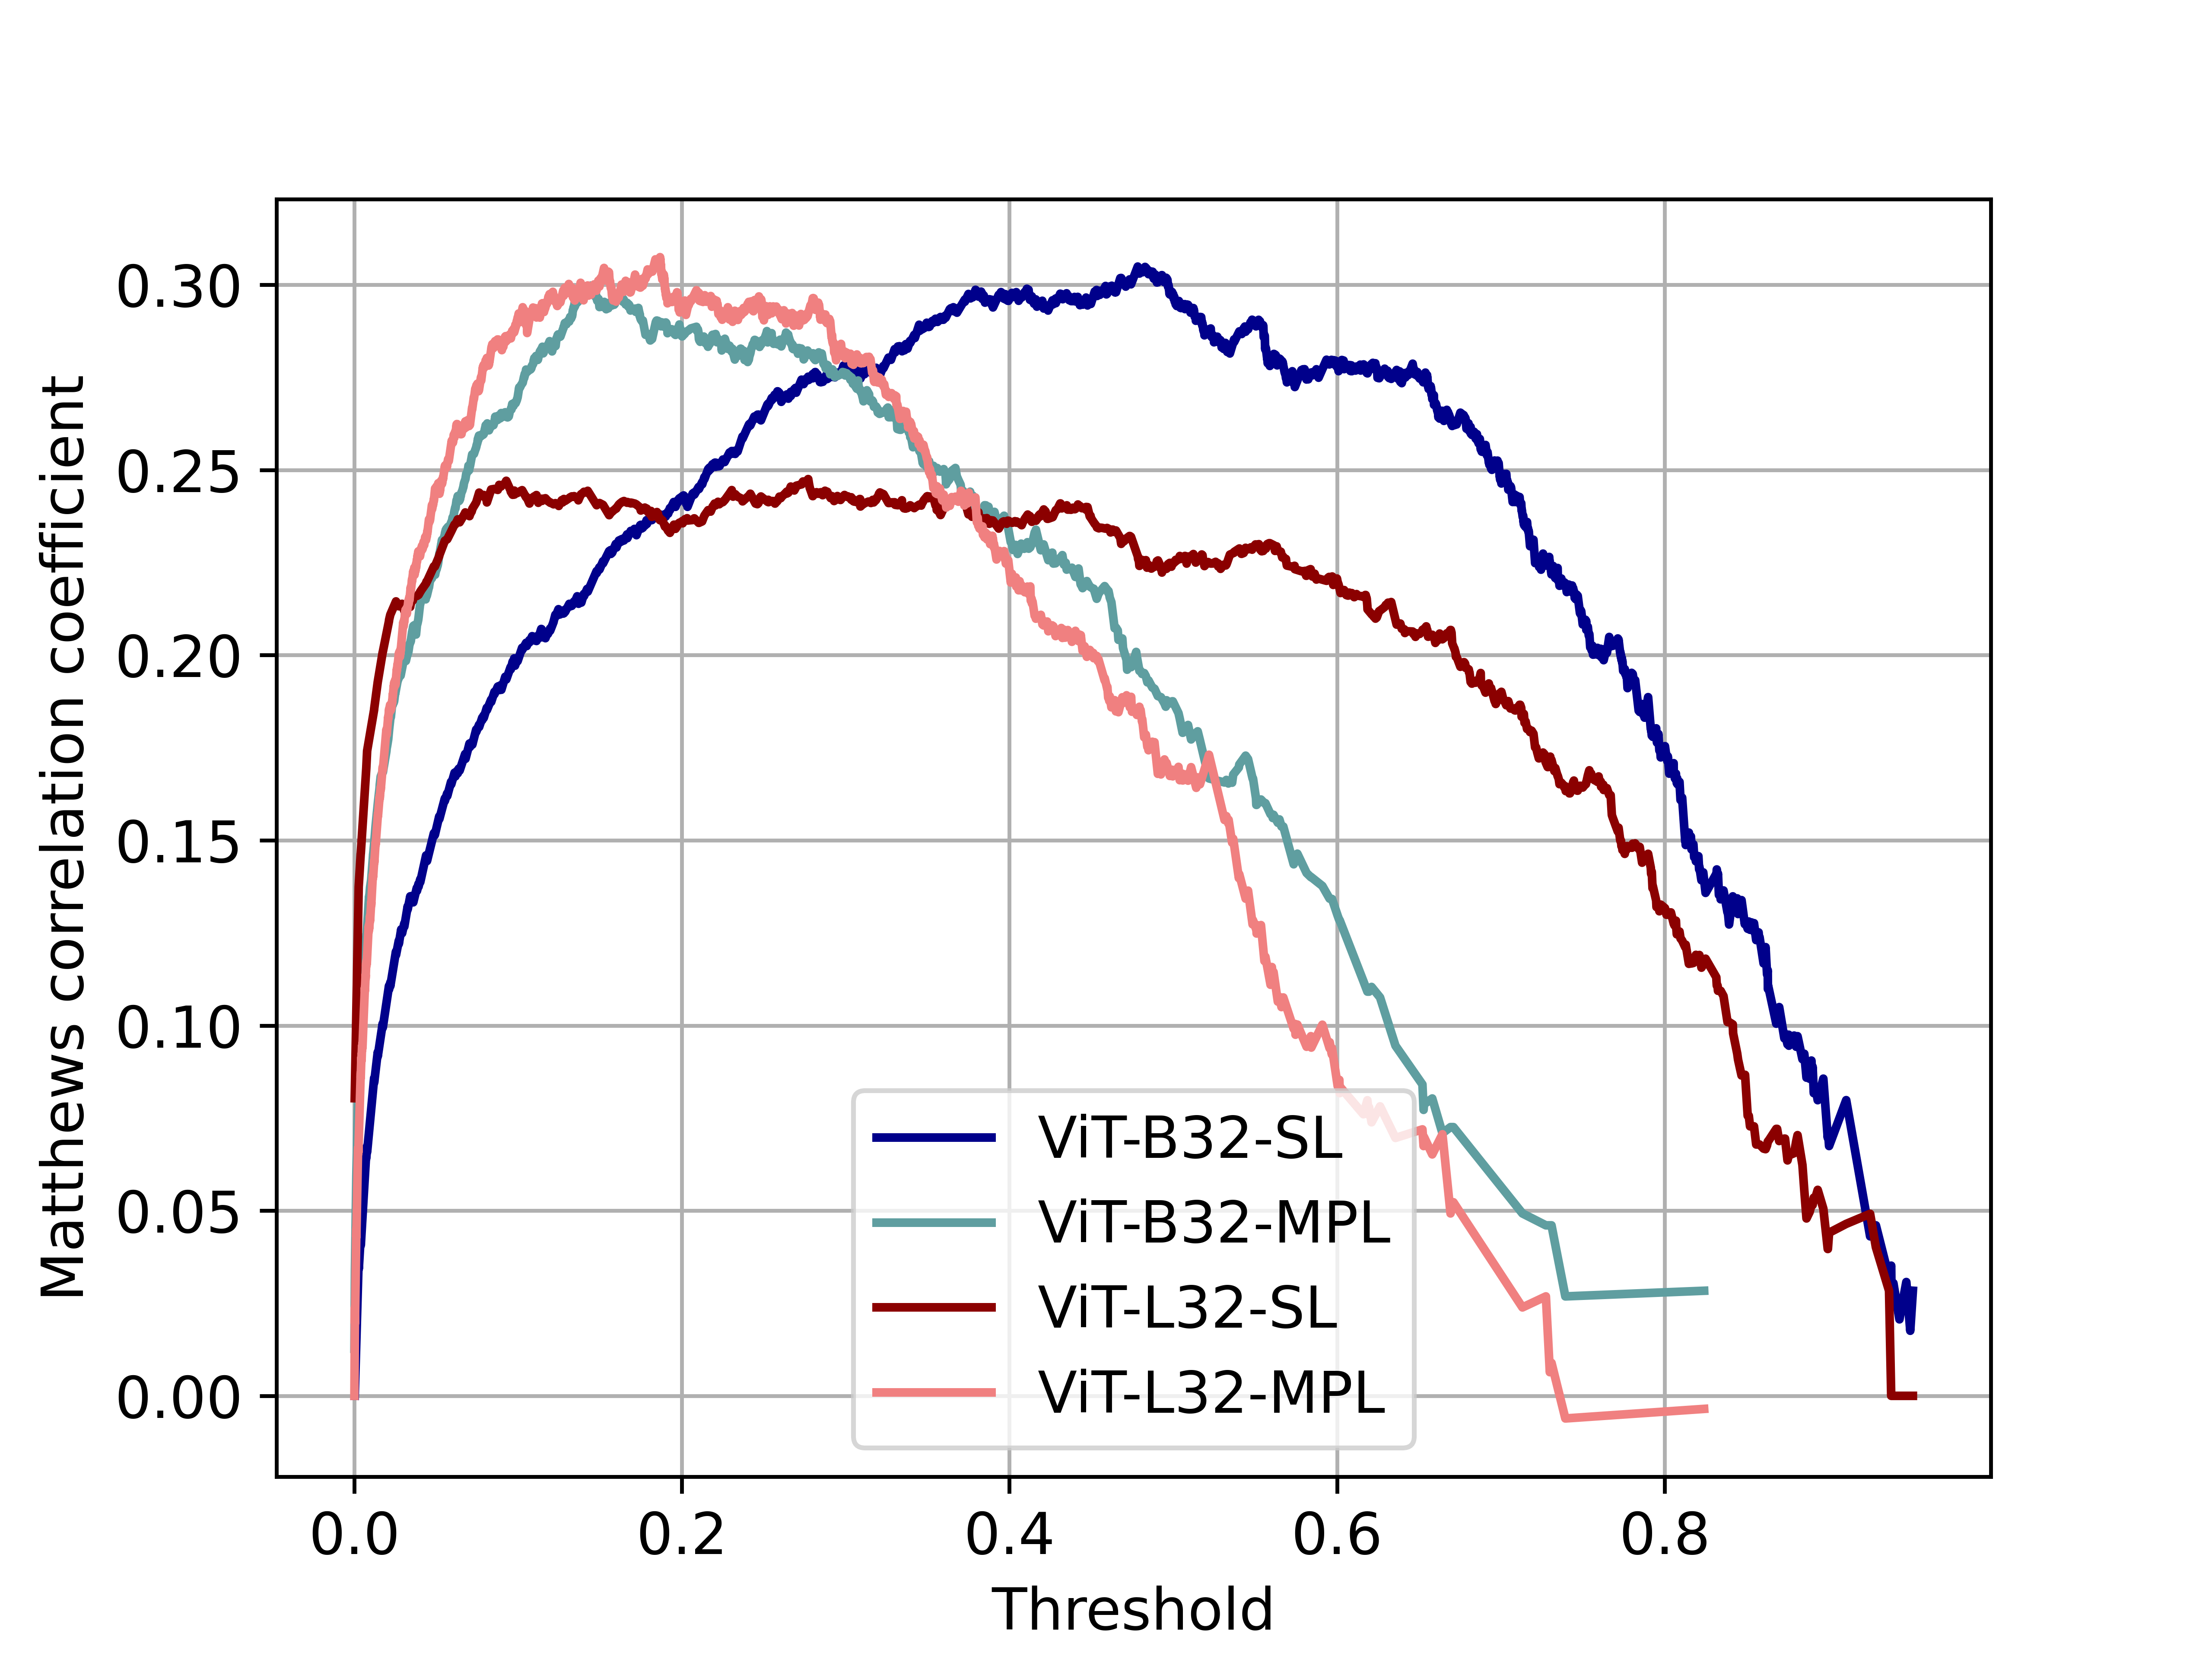 0.30
0.25
0.20
0.15
0.10
0.05
0.00
Matthews correlation coefficient
ViT-B32-SL
ViT-B32-MPL
ViT-L32-SL
ViT-L32-MPL
0.0 0.2 0.4 0.6 0.8
Threshold